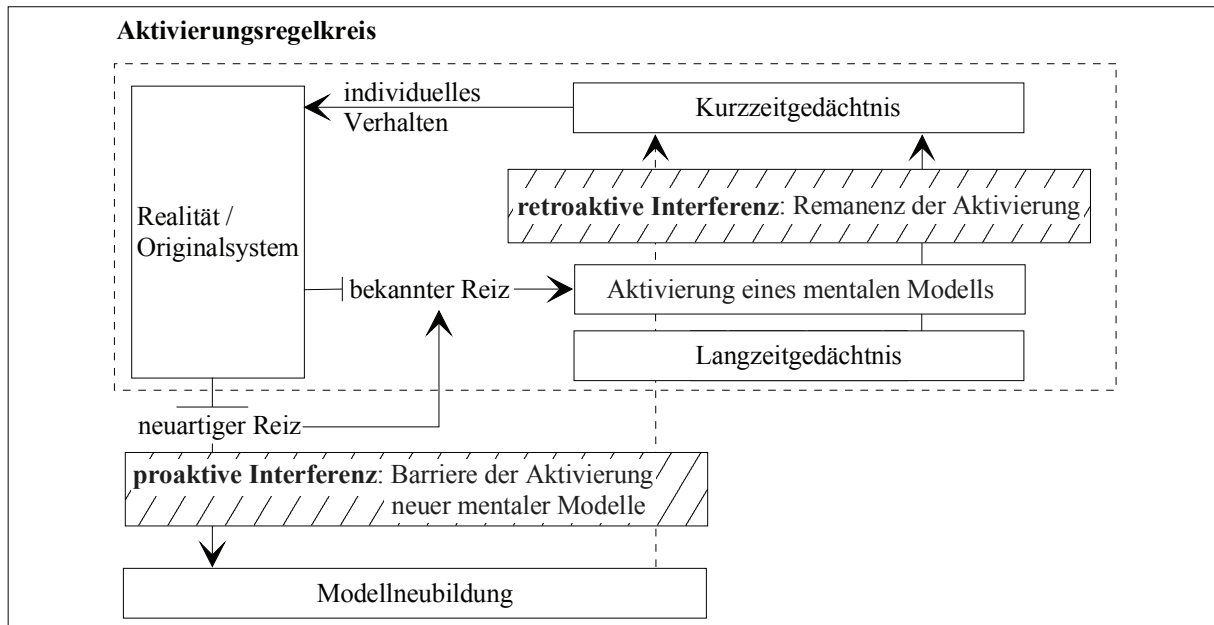 Aktivierungsregelkreis
individuelles
Verhalten
Kurzzeitgedächtnis
retroaktive Interferenz: Remanenz der Aktivierung
Realität /
Originalsystem
bekannter Reiz
Aktivierung eines mentalen Modells
Langzeitgedächtnis
neuartiger Reiz
proaktive Interferenz: Barriere der Aktivierung
neuer mentaler Modelle
Modellneubildung